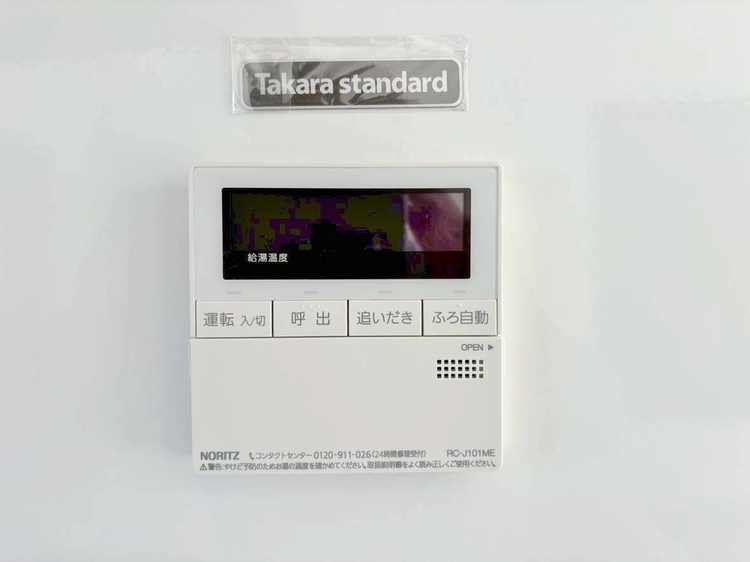 Takara standard
給湯温度
運転 入/切
呼出
追いだき
ふろ自動
OPEN ▶
NORITZ コンタクトセンター 0120-911-026(24時間修理受付) RC-J101ME
⚠警告:やけど予防のためお湯の温度を確かめてください。取扱説明書をよく読み正しくご使用ください。